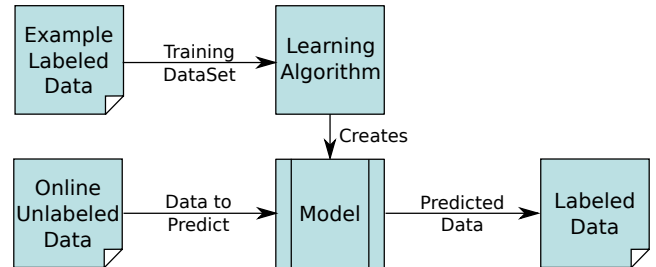 Example
Labeled
Data
Training
DataSet
Learning
Algorithm
Creates
Online
Unlabeled
Data
Data to
Predict
Model
Predicted
Data
Labeled
Data